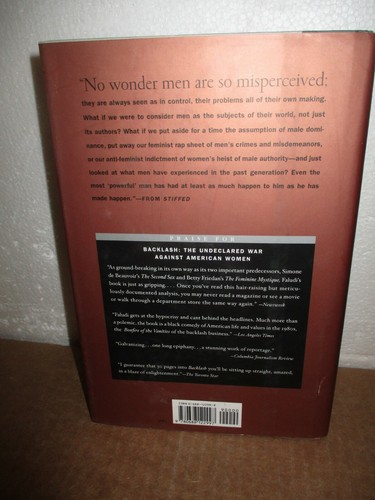 "No wonder men are so misperceived:
they are always seen as in control, their problems all of their own making.
What if we were to consider men as the subjects of their world, not just
its authors? What if we put aside for a time the assumption of male domi-
nance, put away our feminist rap sheet of men's crimes and misdemeanors,
or our anti-feminist indictment of women's heist of male authority—and just
looked at what men have experienced in the past generation? Even the
most 'powerful' man has had at least as much happen to him as he has
made happen."—FROM STIFFED
PRAISE FOR
BACKLASH: THE UNDECLARED WAR
AGAINST AMERICAN WOMEN
"As ground-breaking in its own way as its two important predecessors, Simone
de Beauvoir's The Second Sex and Betty Friedan's The Feminine Mystique, Faludi's
book is just as gripping. . . . Once you've read this hair-raising but meticu-
lously documented analysis, you may never read a magazine or see a movie
or walk through a department store the same way again." —Newsweek
"Faludi gets at the hypocrisy and cant behind the headlines. Much more than
a polemic, the book is a black comedy of American life and values in the 1980s,
the Bonfire of the Vanities of the backlash business." —Los Angeles Times
"Galvanizing. . . one long epiphany. . . a stunning work of reportage."
—Columbia Journalism Review
"I guarantee that 30 pages into Backlash you'll be sitting up straight, amazed,
in a blaze of enlightenment." —The Toronto Star